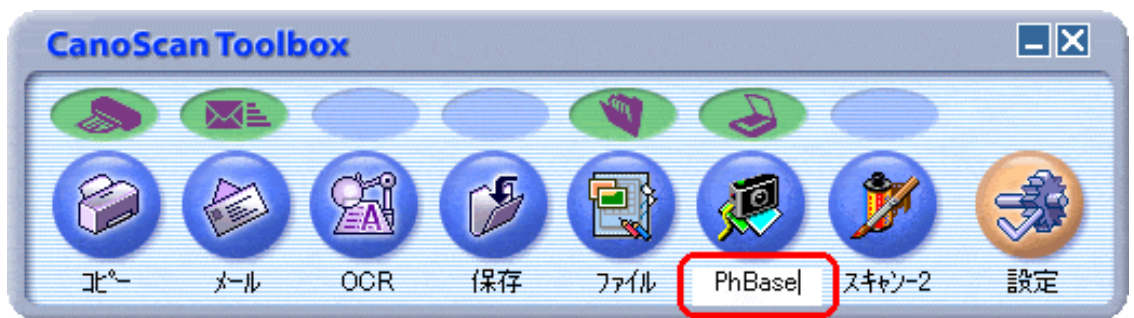 CanoScan Toolbox
ｺﾋﾟｰ ﾒｰﾙ OCR 保存 ﾌｧｲﾙ PhBase ｽｷｬﾝ-2 設定